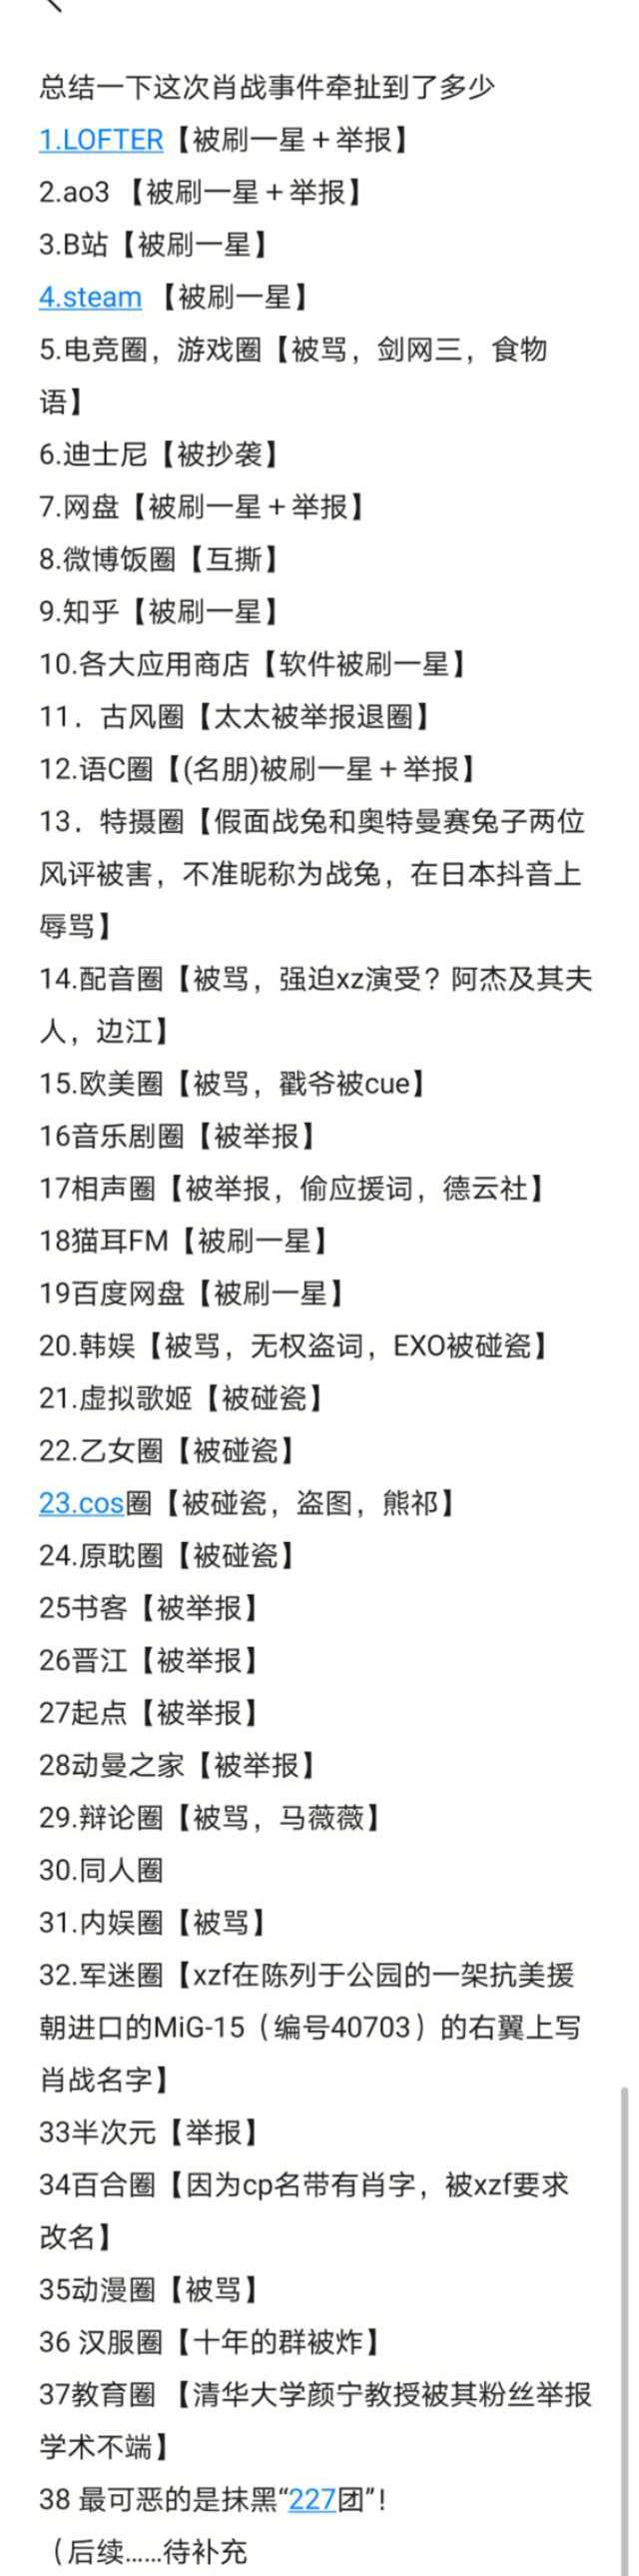 总结一下这次肖战事件牵扯到了多少
1.LOFTER【被刷一星+举报】
2.ao3 【被刷一星+举报】
3.B站【被刷一星】
4.steam 【被刷一星】
5.电竞圈，游戏圈【被骂，剑网三，食物
语】
6.迪士尼【被抄袭】
7.网盘【被刷一星+举报】
8.微博饭圈【互撕】
9.知乎【被刷一星】
10.各大应用商店【软件被刷一星】
11．古风圈【太太被举报退圈】
12.语C圈【(名朋)被刷一星+举报】
13．特摄圈【假面战兔和奥特曼赛兔子两位
风评被害，不准昵称为战兔，在日本抖音上
辱骂】
14.配音圈【被骂，强迫xz演受？阿杰及其夫
人，边江】
15.欧美圈【被骂，戳爷被cue】
16音乐剧圈【被举报】
17相声圈【被举报，偷应援词，德云社】
18猫耳FM【被刷一星】
19百度网盘【被刷一星】
20.韩娱【被骂，无权盗词，EXO被碰瓷】
21.虚拟歌姬【被碰瓷】
22.乙女圈【被碰瓷】
23.cos圈【被碰瓷，盗图，熊祁】
24.原耽圈【被碰瓷】
25书客【被举报】
26晋江【被举报】
27起点【被举报】
28动曼之家【被举报】
29.辩论圈【被骂，马薇薇】
30.同人圈
31.内娱圈【被骂】
32.军迷圈【xzf在陈列于公园的一架抗美援
朝进口的MiG-15（编号40703）的右翼上写
肖战名字】
33半次元【举报】
34百合圈【因为cp名带有肖字，被xzf要求
改名】
35动漫圈【被骂】
36 汉服圈【十年的群被炸】
37教育圈 【清华大学颜宁教授被其粉丝举报
学术不端】
38 最可恶的是抹黑“227团”！
（后续......待补充